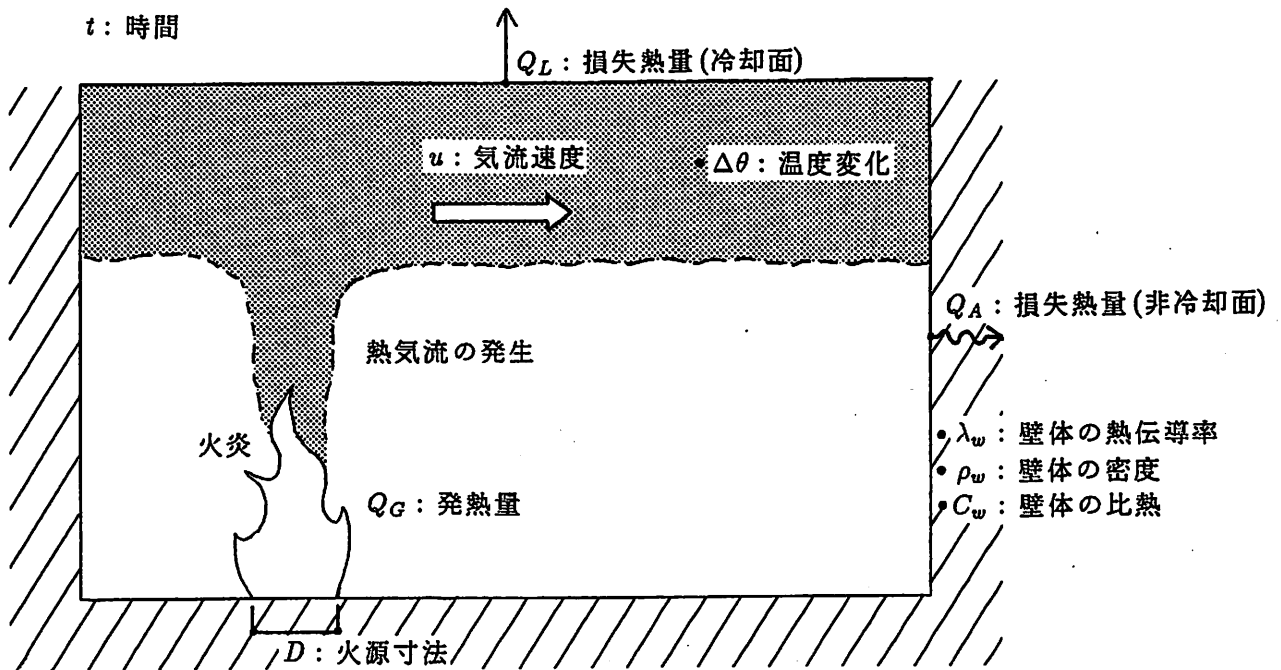 t：時間
Q_L：損失熱量(冷却面)
u：気流速度
Δθ：温度変化
Q_A：損失熱量(非冷却面)
熱気流の発生
火炎
λ_w：壁体の熱伝導率
ρ_w：壁体の密度
Q_G：発熱量
C_w：壁体の比熱
D：火源寸法